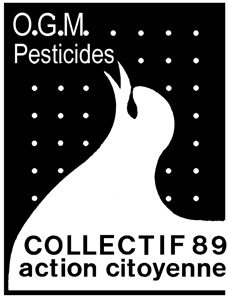 O.G.M.
Pesticides
COLLECTIF 89
action citoyenne